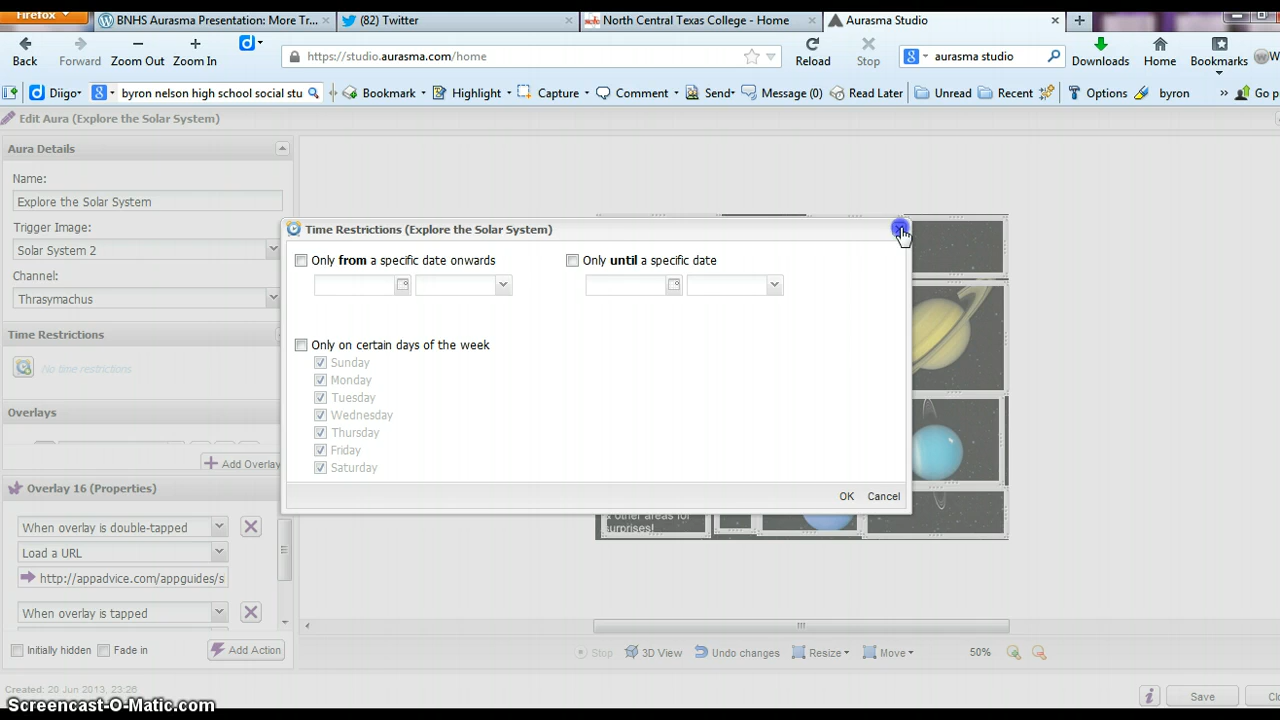 Firefox
BNHS Aurasma Presentation: More Tr...
(82) Twitter
North Central Texas College - Home
Aurasma Studio
Back
Forward
Zoom Out
Zoom In
https://studio.aurasma.com/home
Reload
Stop
aurasma studio
Downloads
Home
Bookmarks
Diigo
byron nelson high school social stu
Bookmark
Highlight
Capture
Comment
Send
Message (0)
Read Later
Unread
Recent
Options
byron
»
Go p
Edit Aura (Explore the Solar System)
Aura Details
Name:
Explore the Solar System
Trigger Image:
Solar System 2
Channel:
Thrasymachus
Time Restrictions
No time restrictions
Overlays
Add Overlay
Overlay 16 (Properties)
When overlay is double-tapped
Load a URL
http://appadvice.com/appguides/s
When overlay is tapped
Initially hidden
Fade in
Add Action
Time Restrictions (Explore the Solar System)
Only from a specific date onwards
Only until a specific date
Only on certain days of the week
Sunday
Monday
Tuesday
Wednesday
Thursday
Friday
Saturday
OK
Cancel
& other areas for
surprises!
Stop
3D View
Undo changes
Resize
Move
50%
Created: 20 Jun 2013, 23:26
Save
Screencast-O-Matic.com